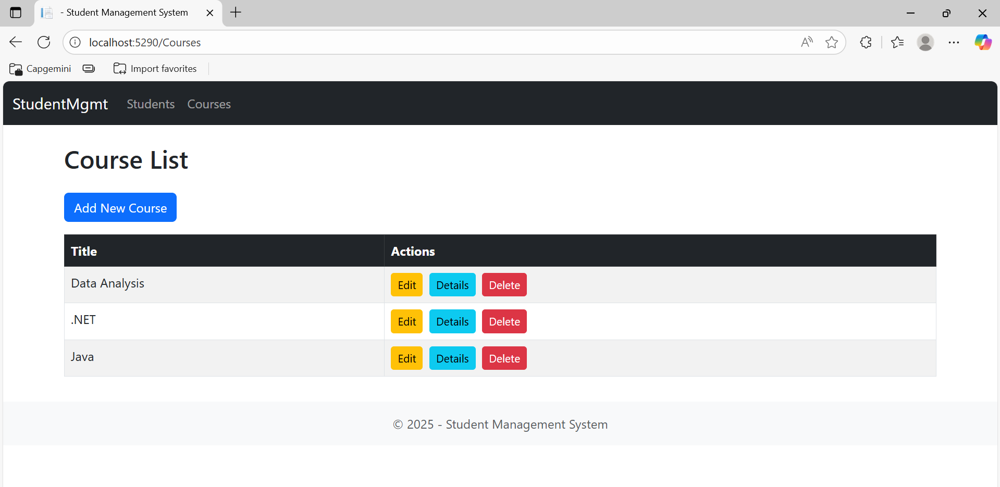 - Student Management System
localhost:5290/Courses
Capgemini Import favorites
StudentMgmt Students Courses
Course List
Add New Course
Title Actions
Data Analysis Edit Details Delete
.NET Edit Details Delete
Java Edit Details Delete
© 2025 - Student Management System